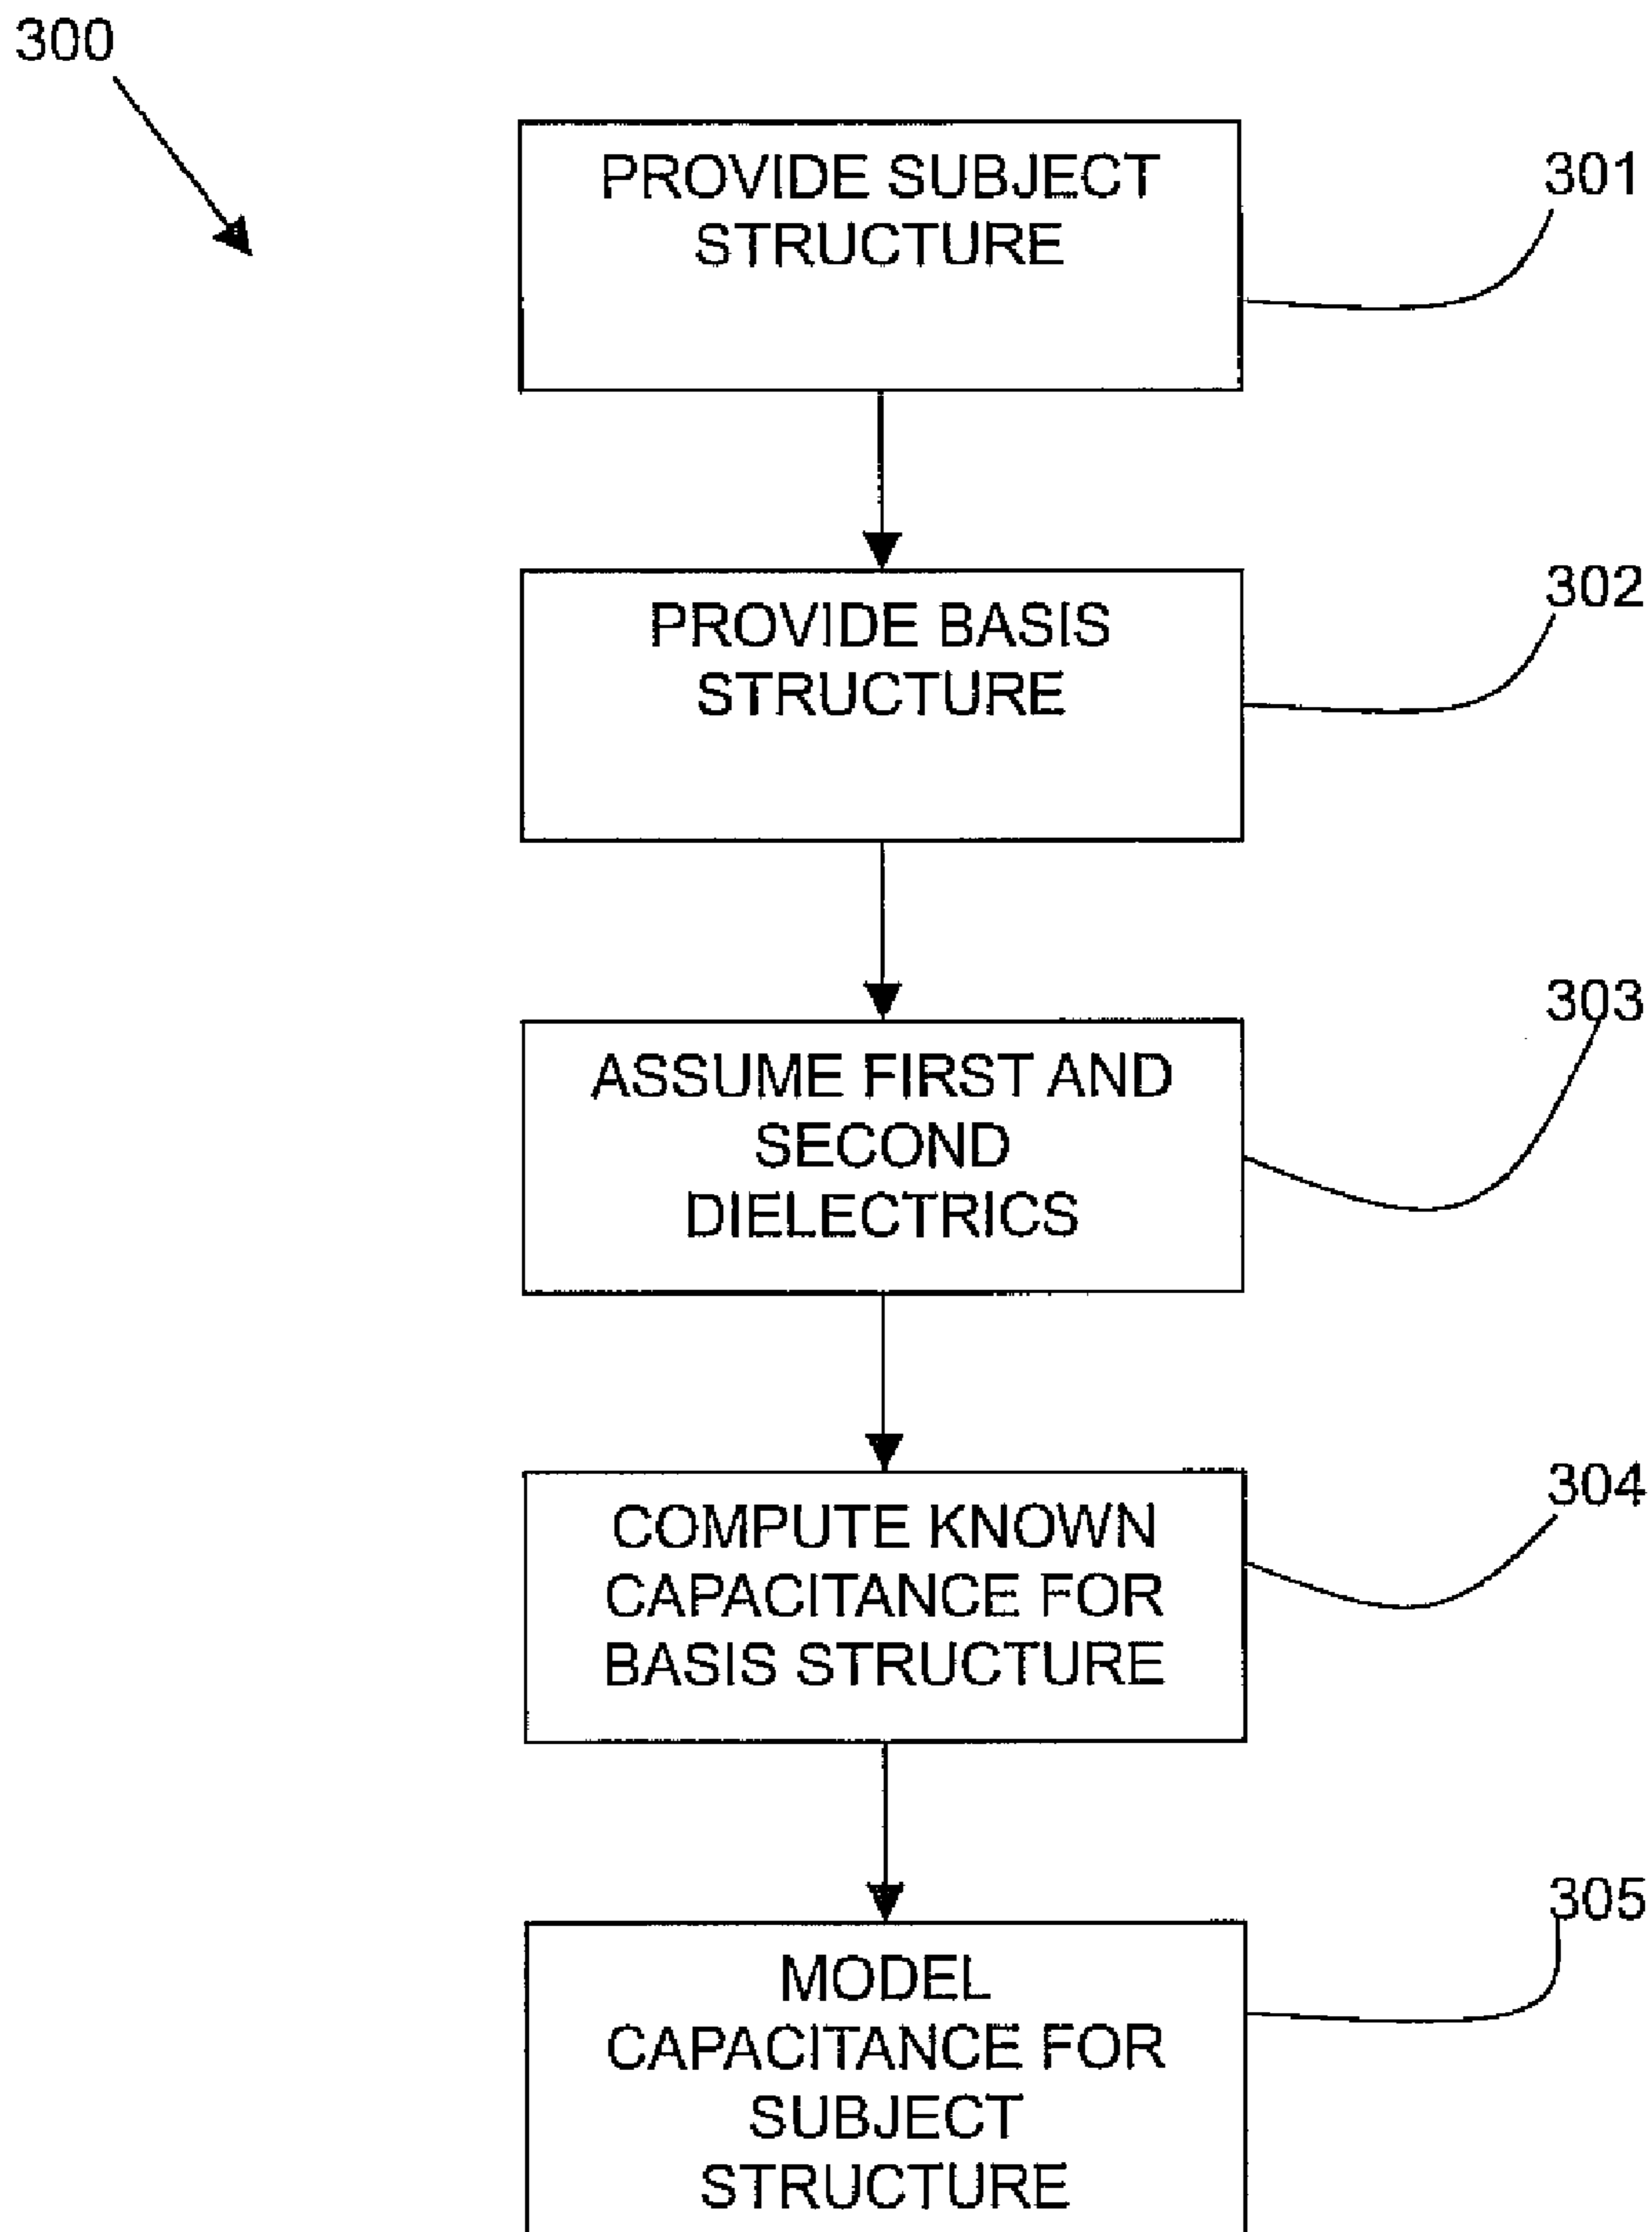 300
PROVIDE SUBJECT
STRUCTURE
301
PROVIDE BASIS
STRUCTURE
302
ASSUME FIRST AND
SECOND
DIELECTRICS
303
COMPUTE KNOWN
CAPACITANCE FOR
BASIS STRUCTURE
304
MODEL
CAPACITANCE FOR
SUBJECT
STRUCTURE
305